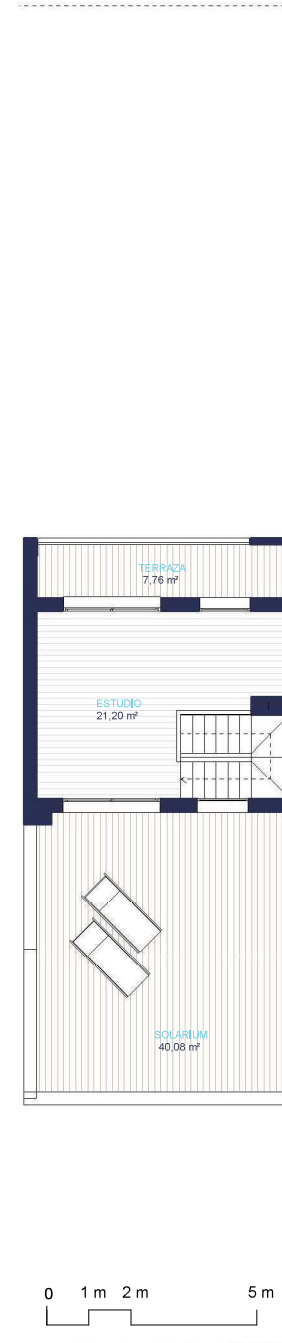 TERRAZA
7,76 m²
ESTUDIO
21,20 m²
SOLARIUM
40,08 m²
0 1 m 2 m 5 m